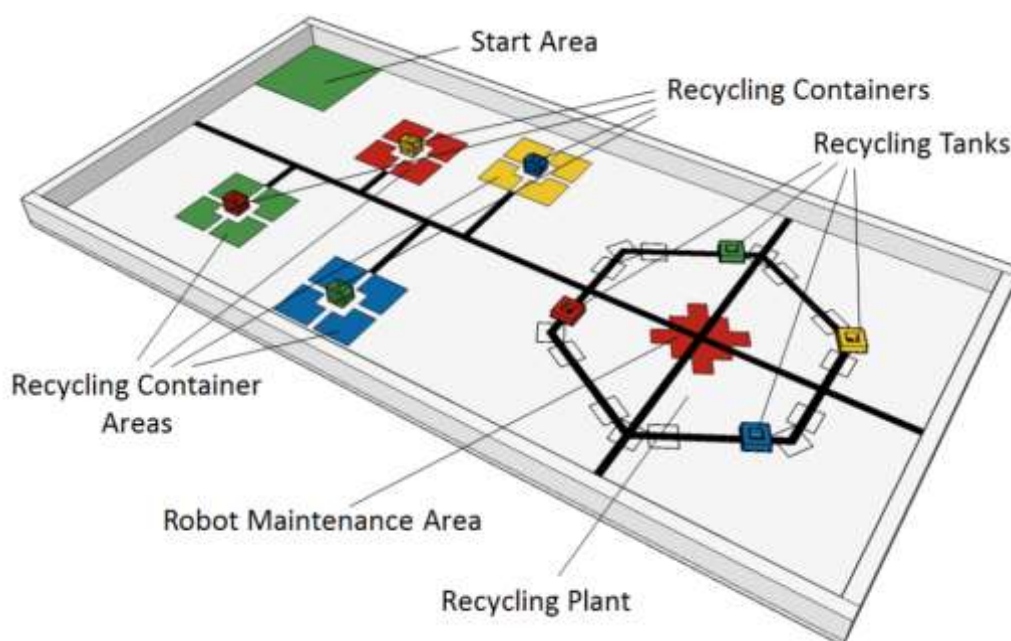 Start Area
Recycling Containers
Recycling Tanks
Recycling Container
Areas
Robot Maintenance Area
Recycling Plant